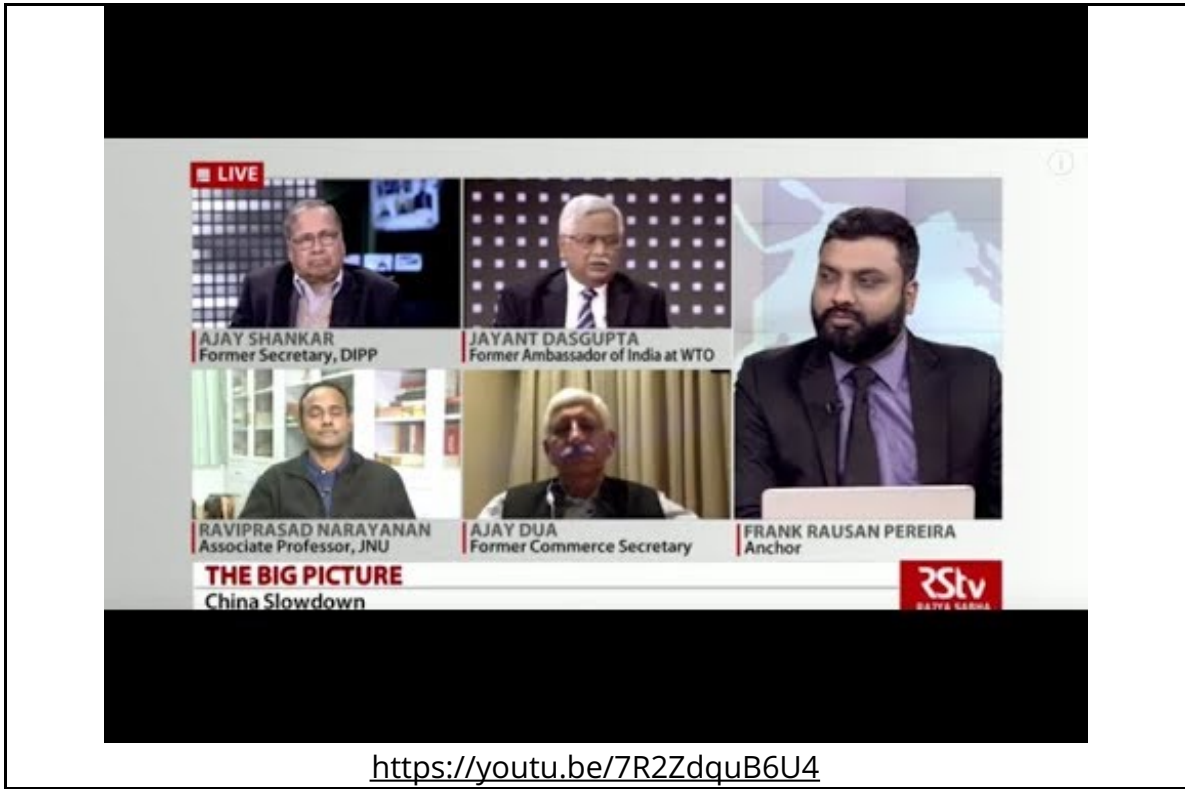 LIVE
AJAY SHANKAR
Former Secretary, DIPP
JAYANT DASGUPTA
Former Ambassador of India at WTO
RAVIPRASAD NARAYANAN
Associate Professor, JNU
AJAY DUA
Former Commerce Secretary
FRANK RAUSAN PEREIRA
Anchor
THE BIG PICTURE
China Slowdown
RStv
RAJYA SABHA
https://youtu.be/7R2ZdquB6U4